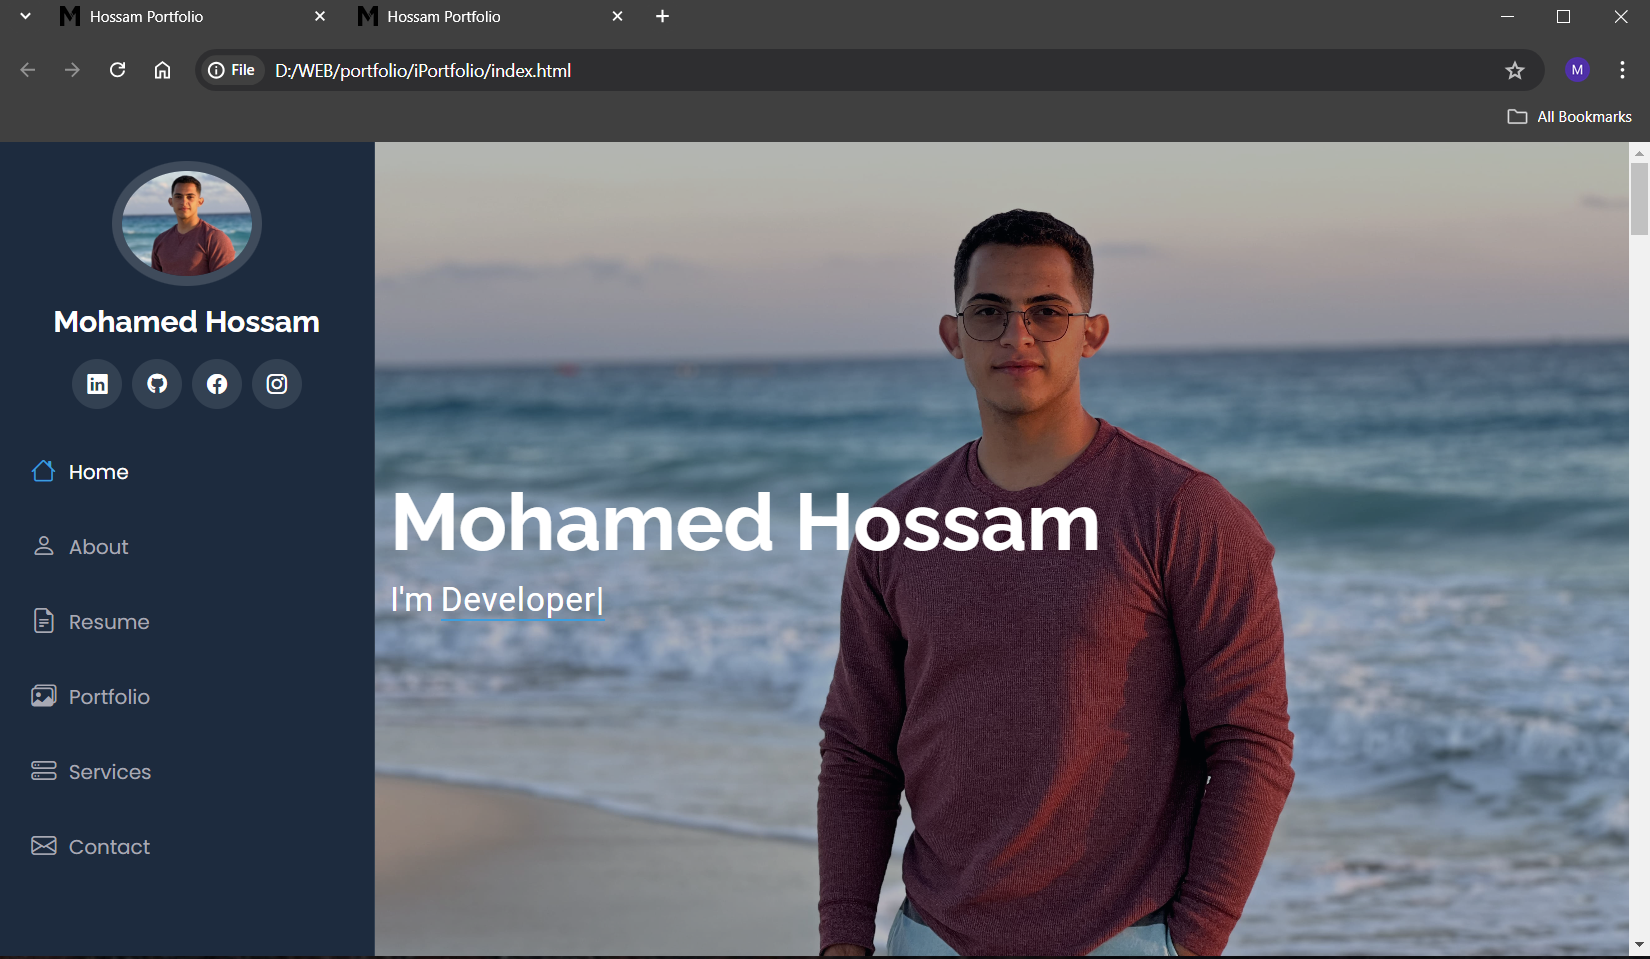 Hossam Portfolio
Hossam Portfolio
File
D:/WEB/portfolio/iPortfolio/index.html
M
All Bookmarks
Mohamed Hossam
Home
About
Resume
Portfolio
Services
Contact
Mohamed Hossam
I'm Developer|